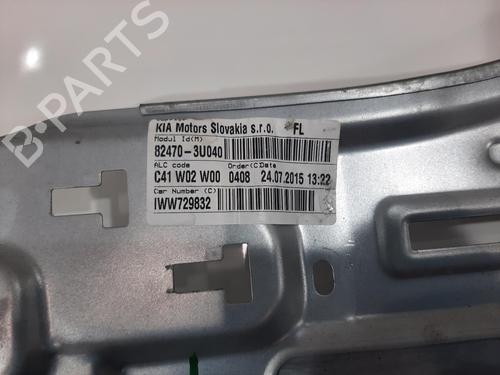 KIA Motors Slovakia s.r.o. FL
Modul Id(M)
82470-3U040
ALC code Order(C)Date
C41 W02 W00 0408 24.07.2015 13:22
Car Number (C)
IWW729832
B-PARTS